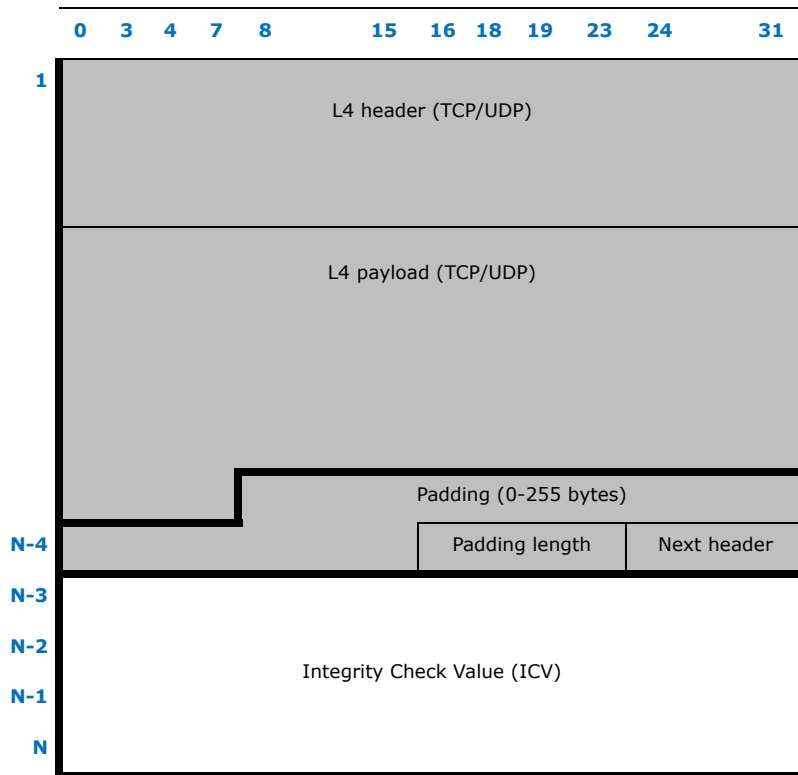 0 3 4 7 8 15 16 18 19 23 24 31
1
L4 header (TCP/UDP)
L4 payload (TCP/UDP)
Padding (0-255 bytes)
N-4 Padding length Next header
N-3
N-2
Integrity Check Value (ICV)
N-1
N